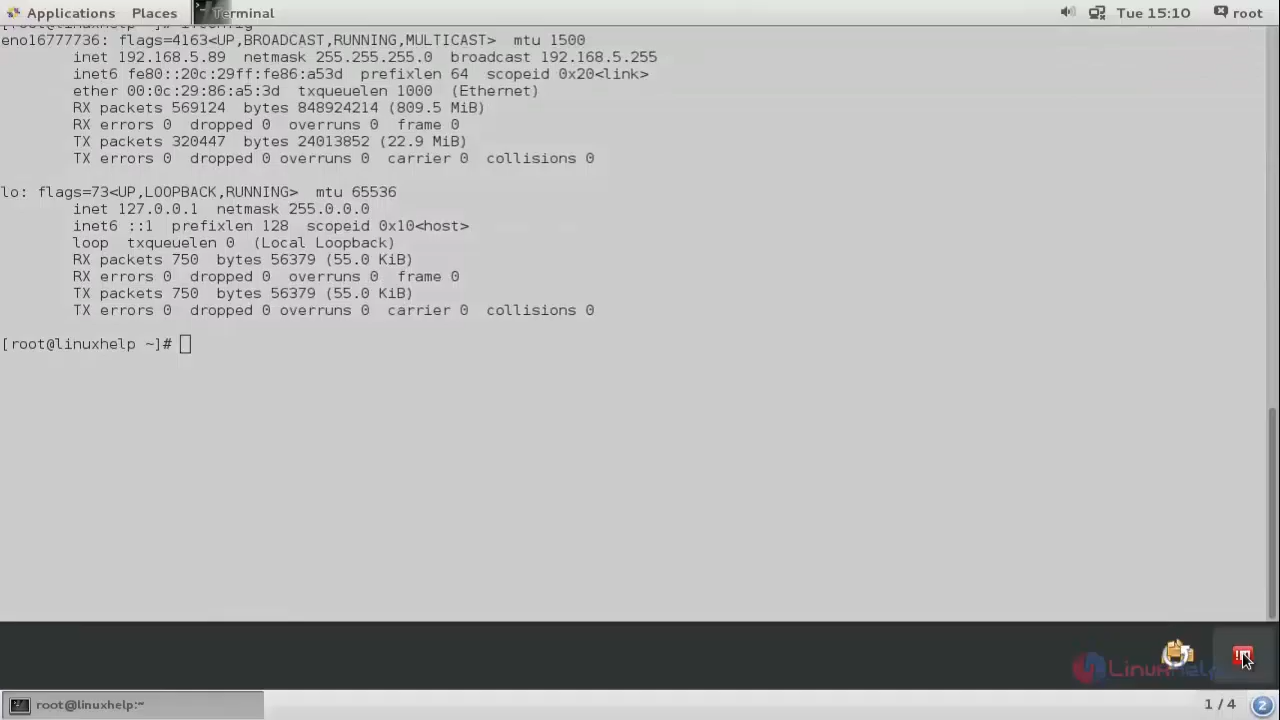 Applications Places Terminal Tue 15:10 root
[root@linuxhelp ~]# ifconfig
eno16777736: flags=4163<UP,BROADCAST,RUNNING,MULTICAST> mtu 1500
inet 192.168.5.89 netmask 255.255.255.0 broadcast 192.168.5.255
inet6 fe80::20c:29ff:fe86:a53d prefixlen 64 scopeid 0x20<link>
ether 00:0c:29:86:a5:3d txqueuelen 1000 (Ethernet)
RX packets 569124 bytes 848924214 (809.5 MiB)
RX errors 0 dropped 0 overruns 0 frame 0
TX packets 320447 bytes 24013852 (22.9 MiB)
TX errors 0 dropped 0 overruns 0 carrier 0 collisions 0
lo: flags=73<UP,LOOPBACK,RUNNING> mtu 65536
inet 127.0.0.1 netmask 255.0.0.0
inet6 ::1 prefixlen 128 scopeid 0x10<host>
loop txqueuelen 0 (Local Loopback)
RX packets 750 bytes 56379 (55.0 KiB)
RX errors 0 dropped 0 overruns 0 frame 0
TX packets 750 bytes 56379 (55.0 KiB)
TX errors 0 dropped 0 overruns 0 carrier 0 collisions 0
[root@linuxhelp ~]#
LinuxHelp
root@linuxhelp:~ 1 / 4 2